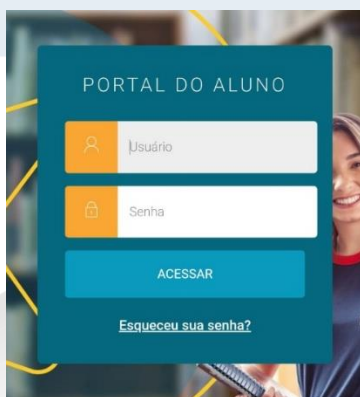 PORTAL DO ALUNO
Usuário
Senha
ACESSAR
Esqueceu sua senha?